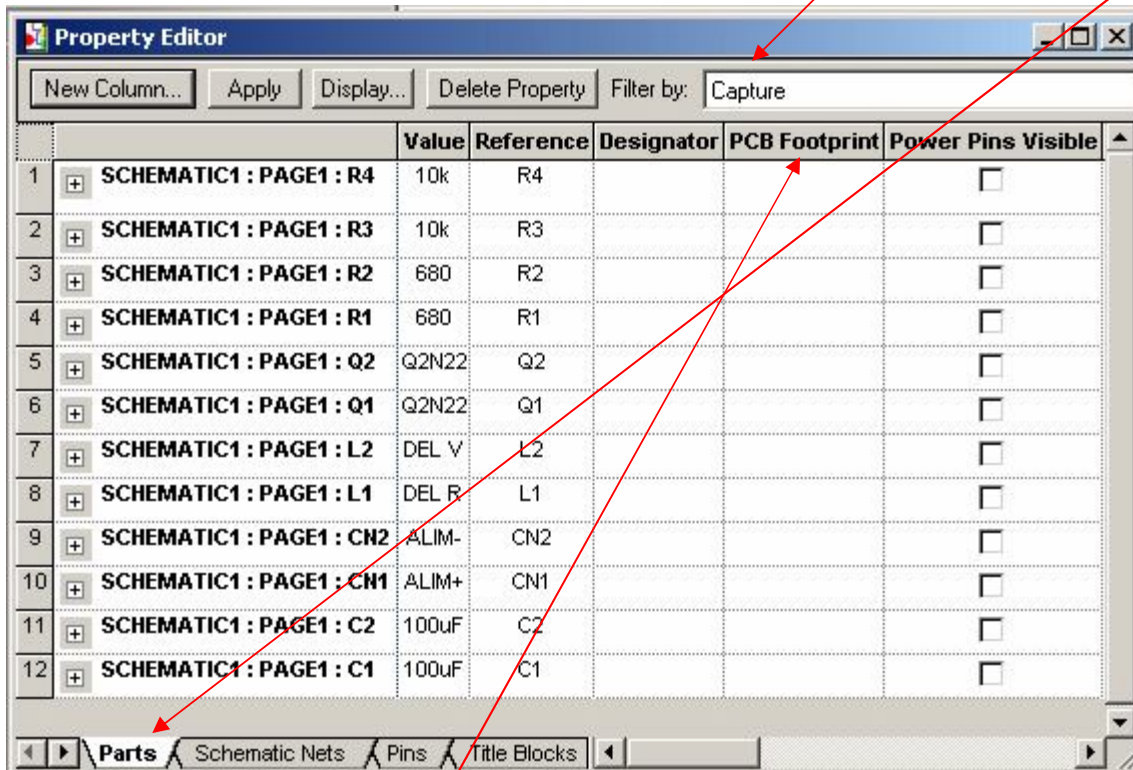 Property Editor
New Column... Apply Display... Delete Property Filter by: Capture
Value Reference Designator PCB Footprint Power Pins Visible
1 SCHEMATIC1 : PAGE1 : R4 10k R4
2 SCHEMATIC1 : PAGE1 : R3 10k R3
3 SCHEMATIC1 : PAGE1 : R2 680 R2
4 SCHEMATIC1 : PAGE1 : R1 680 R1
5 SCHEMATIC1 : PAGE1 : Q2 Q2N22 Q2
6 SCHEMATIC1 : PAGE1 : Q1 Q2N22 Q1
7 SCHEMATIC1 : PAGE1 : L2 DEL V L2
8 SCHEMATIC1 : PAGE1 : L1 DEL R L1
9 SCHEMATIC1 : PAGE1 : CN2 ALIM- CN2
10 SCHEMATIC1 : PAGE1 : CN1 ALIM+ CN1
11 SCHEMATIC1 : PAGE1 : C2 100uF C2
12 SCHEMATIC1 : PAGE1 : C1 100uF C1
Parts Schematic Nets Pins Title Blocks